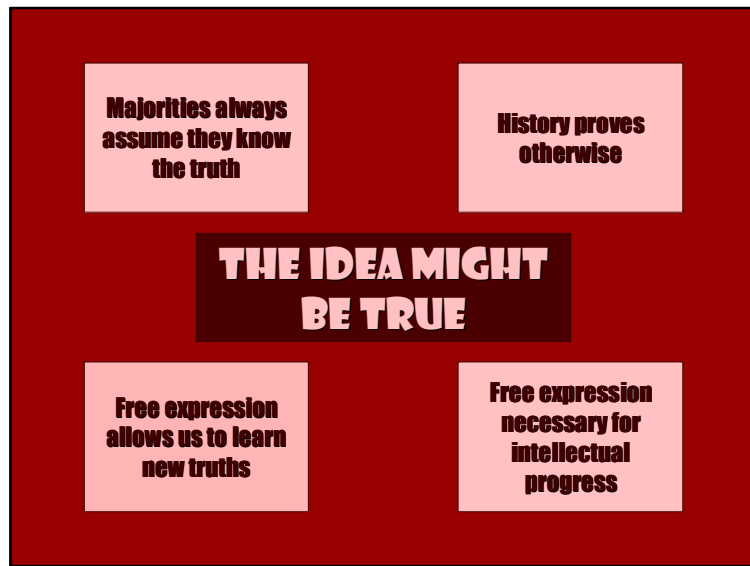 Majorities always
assume they know
the truth
History proves
otherwise
THE IDEA MIGHT
BE TRUE
Free expression
allows us to learn
new truths
Free expression
necessary for
intellectual
progress